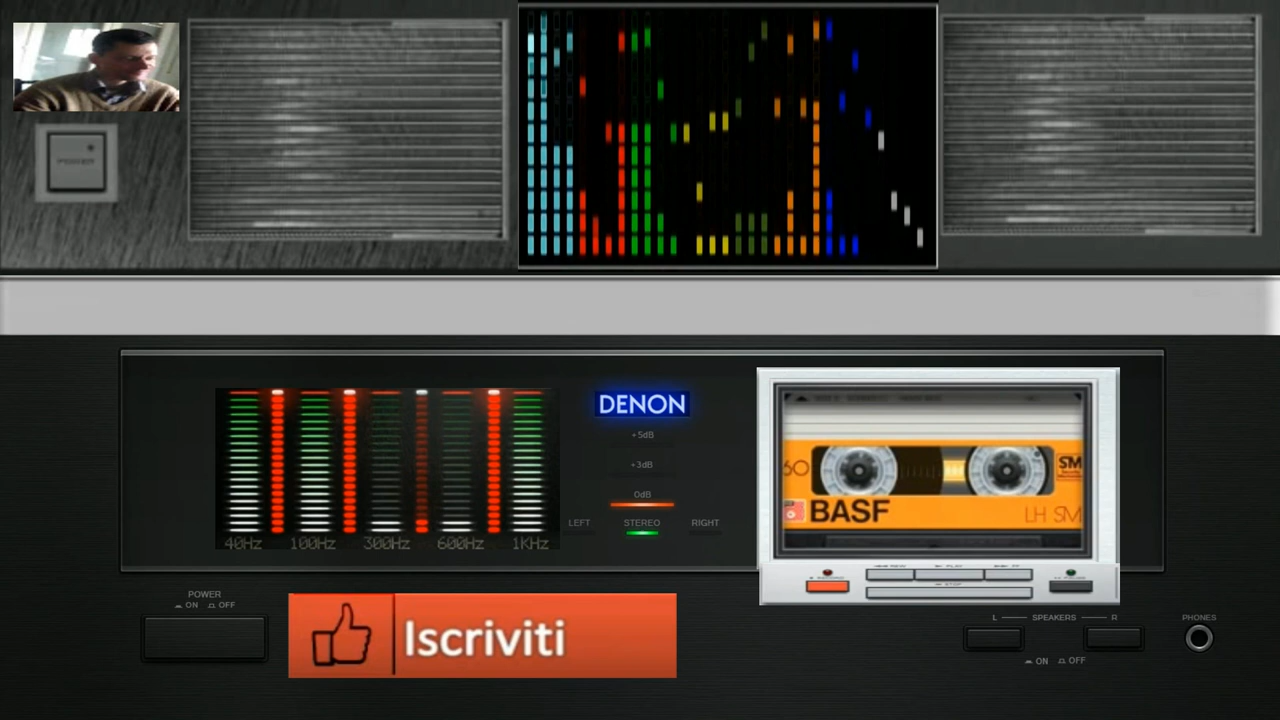 POWER
DENON
+5dB
+3dB
0dB
LEFT STEREO RIGHT
40Hz 100Hz 300Hz 600Hz 1KHz
60
SM
BASF
LH SM
POWER
ON OFF
Iscriviti
L SPEAKERS R
ON OFF
PHONES